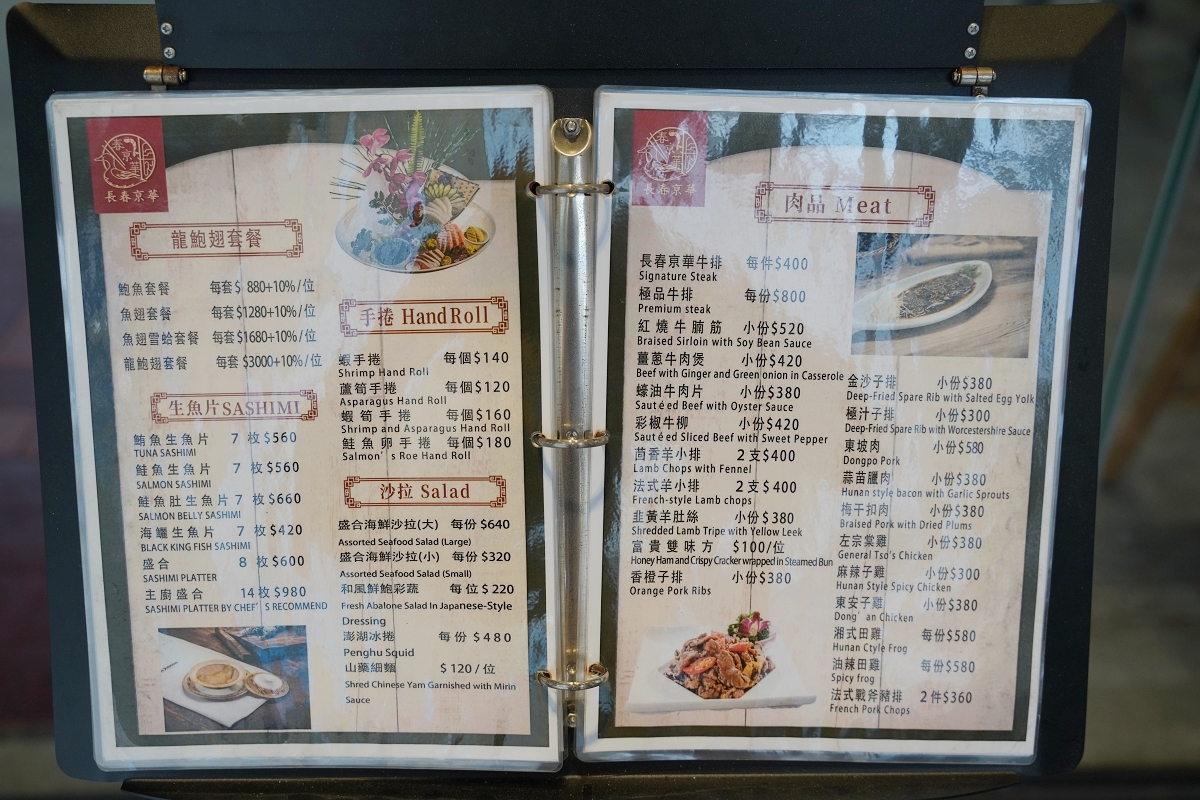 長春京華
龍鮑翅套餐
鮑魚套餐 每套$ 880+10%/位
魚翅套餐 每套$1280+10%/位
魚翅雪蛤套餐 每套$1680+10%/位
龍鮑翅套餐 每套 $3000+10%/位
生魚片SASHIMI
鮪魚生魚片 7 枚 $560
TUNA SASHIMI
鮭魚生魚片 7 枚 $560
SALMON SASHIMI
鮭魚肚生魚片 7 枚 $660
SALMON BELLY SASHIMI
海鱺生魚片 7 枚 $420
BLACK KING FISH SASHIMI
盛合 8 枚 $600
SASHIMI PLATTER
主廚盛合 14枚 $980
SASHIMI PLATTER BY CHEF'S RECOMMEND
手捲 HandRoll
蝦手捲 每個$140
Shrimp Hand Roll
蘆筍手捲 每個$120
Asparagus Hand Roll
蝦筍手捲 每個$160
Shrimp and Asparagus Hand Roll
鮭魚卵手捲 每個$180
Salmon's Roe Hand Roll
沙拉 Salad
盛合海鮮沙拉(大) 每份 $640
Assorted Seafood Salad (Large)
盛合海鮮沙拉(小) 每份 $320
Assorted Seafood Salad (Small)
和風鮮鮑彩蔬 每位 $ 220
Fresh Abalone Salad In Japanese-Style
Dressing
澎湖冰捲 每份 $480
Penghu Squid
山藥細麵 $ 120 / 位
Shred Chinese Yam Garnished with Mirin
Sauce
長春京華
肉品 Meat
長春京華牛排 每件$400
Signature Steak
極品牛排 每份$800
Premium steak
紅燒牛腩筋 小份$520
Braised Sirloin with Soy Bean Sauce
薑蔥牛肉煲 小份$420
Beef with Ginger and Green onion in Casserole
蠔油牛肉片 小份$380
Sautéed Beef with Oyster Sauce
彩椒牛柳 小份$420
Sautéed Sliced Beef with Sweet Pepper
茴香羊小排 2支$400
Lamb Chops with Fennel
法式羊小排 2支$400
French-style Lamb chops
韭黃羊肚絲 小份$380
Shredded Lamb Tripe with Yellow Leek
富貴雙味方 $100/位
Honey Ham and Crispy Cracker wrapped in Steamed Bun
香橙子排 小份$380
Orange Pork Ribs
金沙子排 小份$380
Deep-Fried Spare Rib with Salted Egg Yolk
極汁子排 小份$300
Deep-Fried Spare Rib with Worcestershire Sauce
東坡肉 小份$580
Dongpo Pork
蒜苗臘肉 小份$380
Hunan style bacon with Garlic Sprouts
梅干扣肉 小份$380
Braised Pork with Dried Plums
左宗棠雞 小份$380
General Tso's Chicken
麻辣子雞 小份$300
Hunan Style Spicy Chicken
東安子雞 小份$380
Dong'an Chicken
湘式田雞 每份$580
Hunan Ctyle Frog
油辣田雞 每份$580
Spicy frog
法式戰斧豬排 2件$360
French Pork Chops